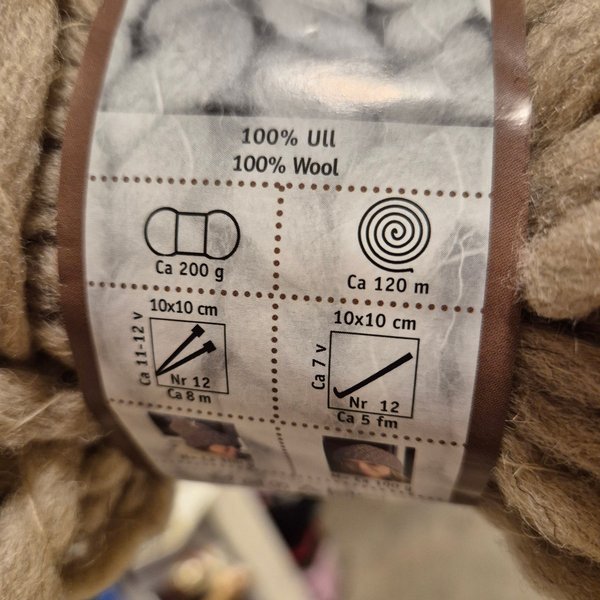 100% Ull
100% Wool
Ca 200 g
Ca 120 m
10x10 cm
Ca 11-12 v
Nr 12
Ca 8 m
10x10 cm
Ca 7 v
Nr 12
Ca 5 fm